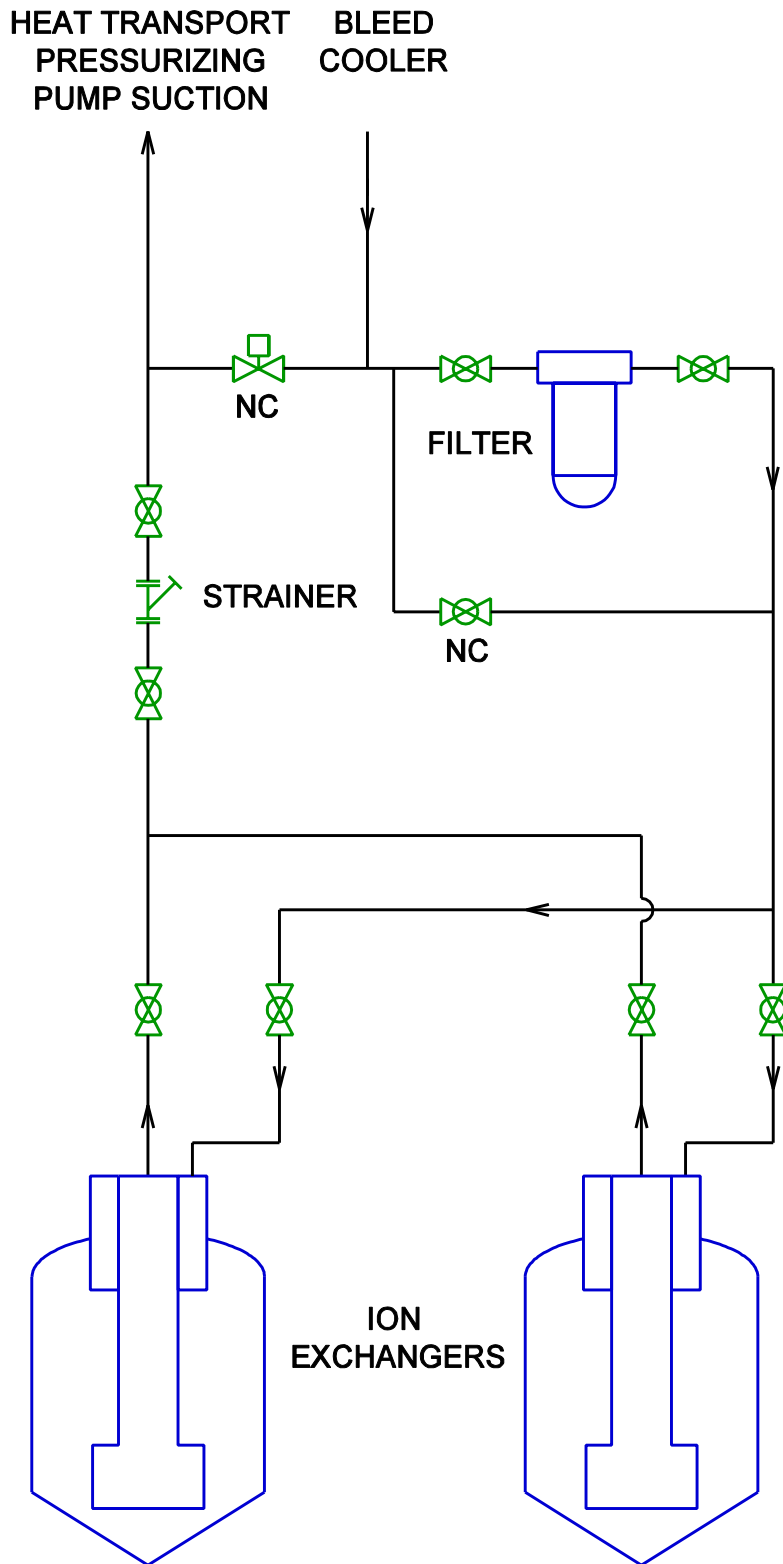 HEAT TRANSPORT
PRESSURIZING
PUMP SUCTION
BLEED
COOLER
NC
FILTER
STRAINER
NC
ION
EXCHANGERS